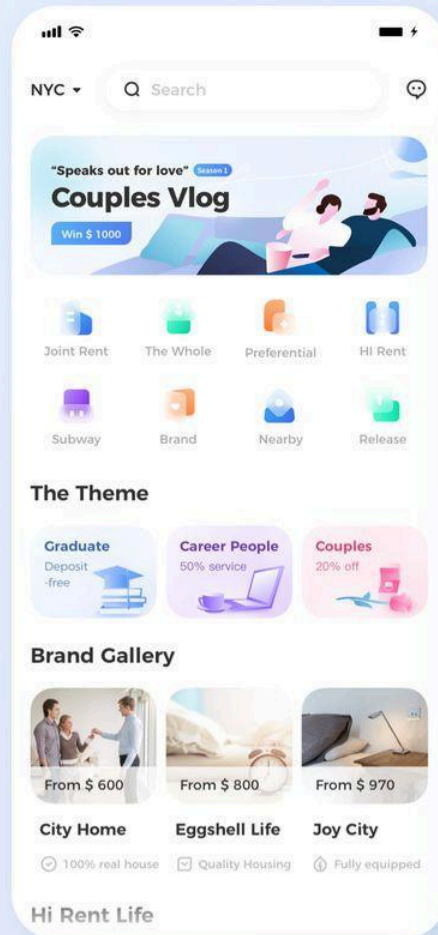 NYC
Search
“Speaks out for love” Season 1
Couples Vlog
Win $ 1000
Joint Rent The Whole Preferential HI Rent
Subway Brand Nearby Release
The Theme
Graduate Career People Couples
Deposit 50% service 20% off
-free
Brand Gallery
From $ 600 From $ 800 From $ 970
City Home Eggshell Life Joy City
100% real house Quality Housing Fully equipped
Hi Rent Life